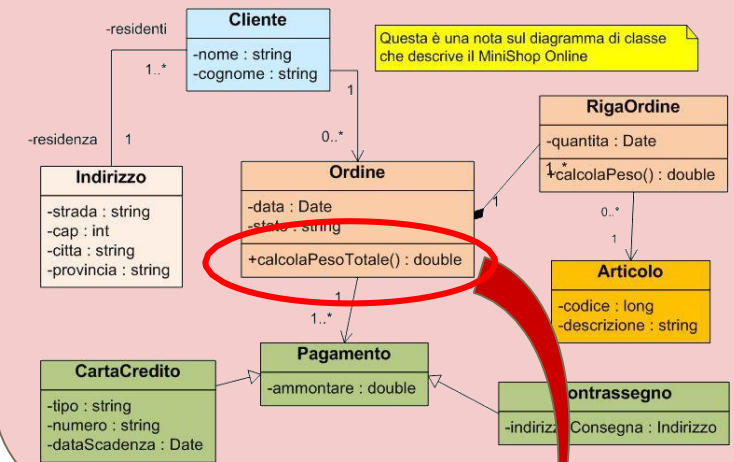 Cliente
-nome : string
-cognome : string
-residenti
1..*
Questa è una nota sul diagramma di classe
che descrive il MiniShop Online
1
0..*
-residenza 1
Indirizzo
-strada : string
-cap : int
-citta : string
-provincia : string
Ordine
-data : Date
-stato : string
+calcolaPesoTotale() : double
1
RigaOrdine
-quantita : Date
1..*
+calcolaPeso() : double
0..*
1
Articolo
-codice : long
-descrizione : string
1
1..*
Pagamento
-ammontare : double
CartaCredito
-tipo : string
-numero : string
-dataScadenza : Date
ontrassegno
-indirizz Consegna : Indirizzo